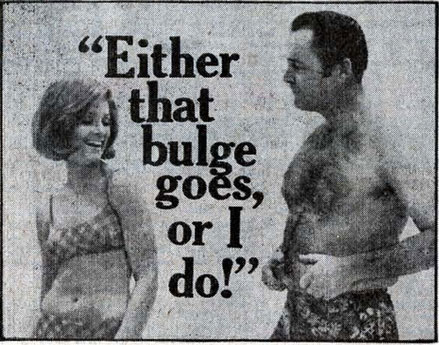 “Either
that
bulge
goes,
or I
do!”